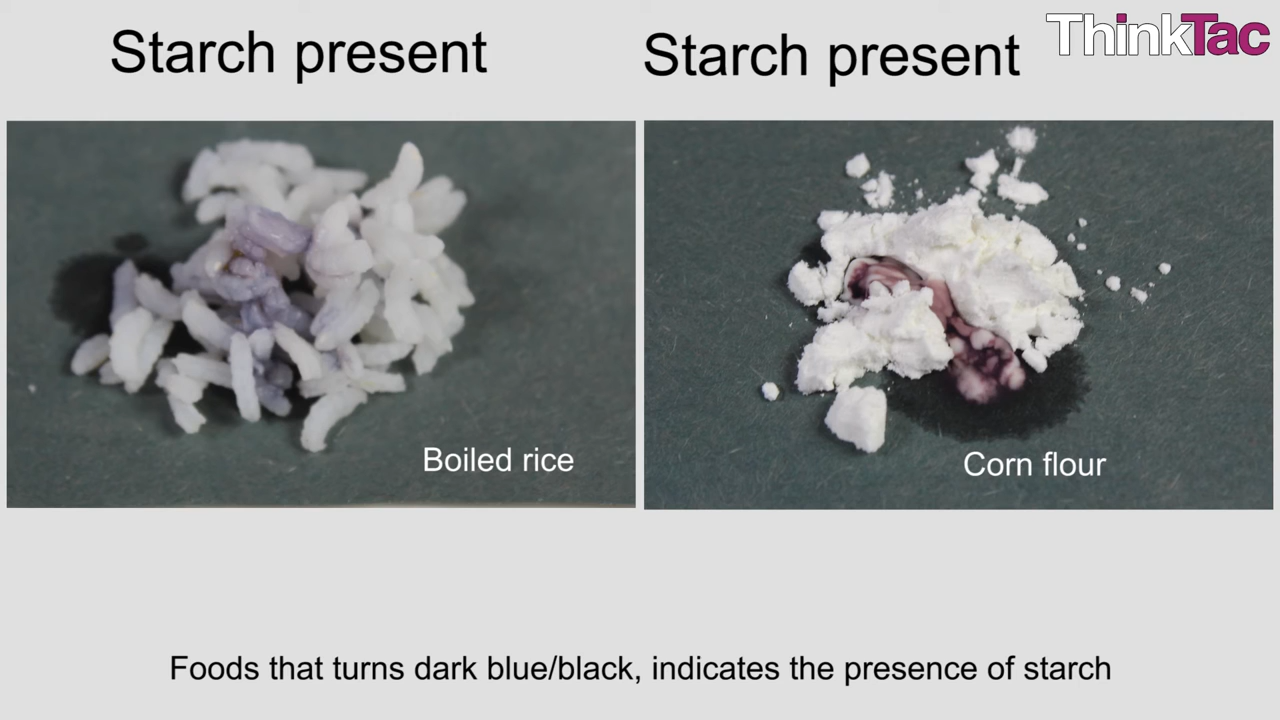 Starch present
Starch present
ThinkTac
Boiled rice
Corn flour
Foods that turns dark blue/black, indicates the presence of starch